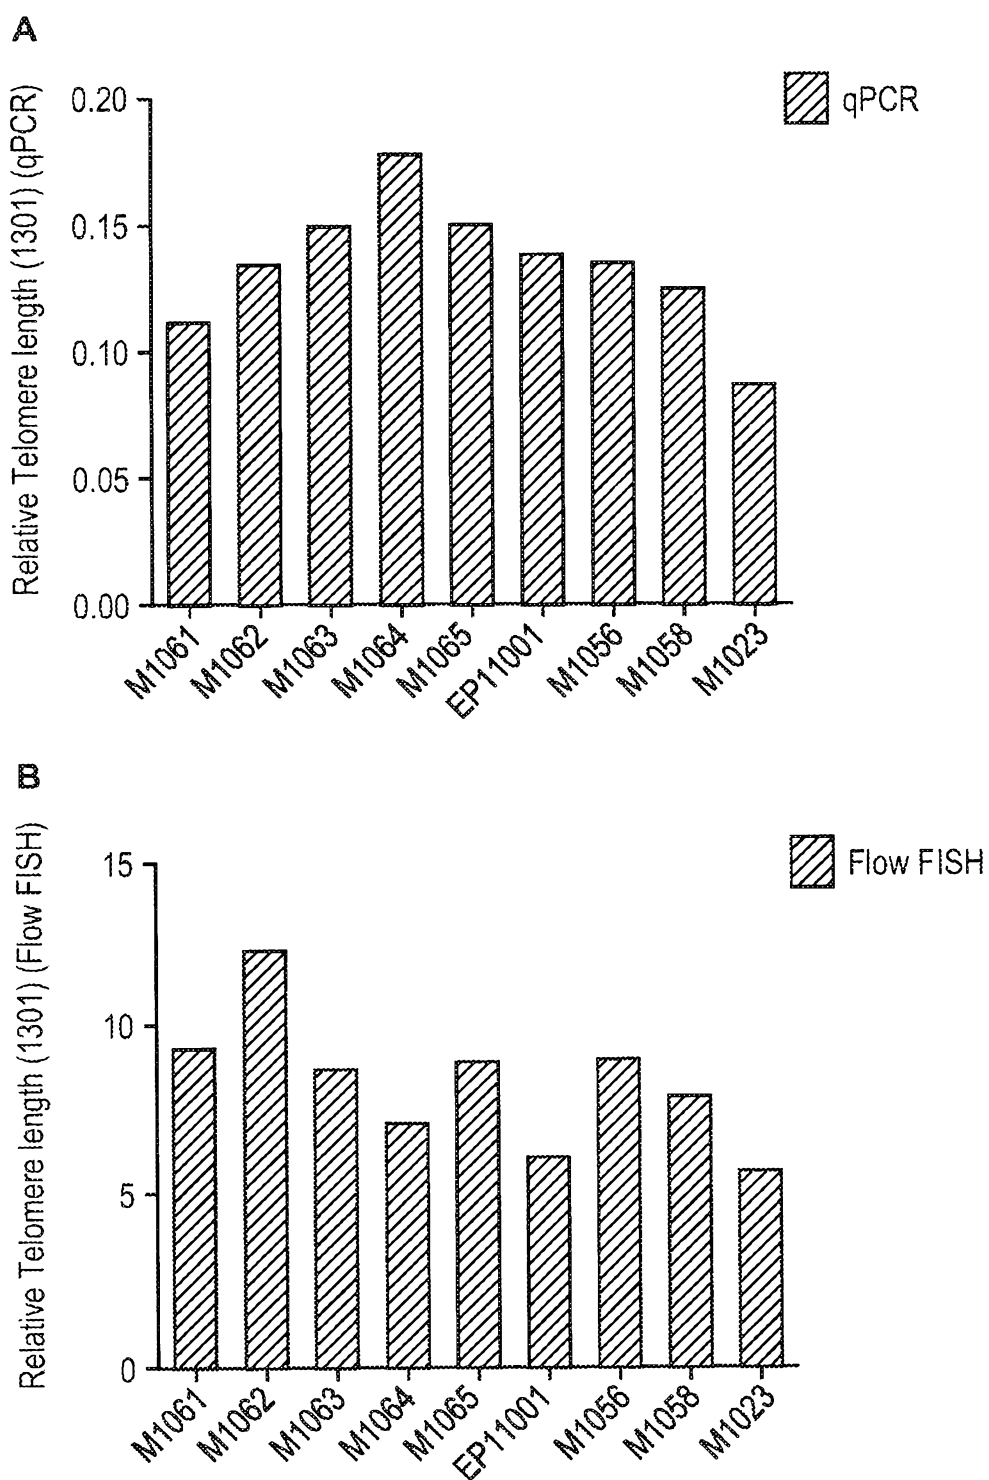 A
qPCR
Relative Telomere length (1301) (qPCR)
0.20
0.15
0.10
0.05
0.00
M1061
M1062
M1063
M1064
M1065
EP11001
M1056
M1058
M1023
B
Flow FISH
Relative Telomere length (1301) (Flow FISH)
15
10
5
0
M1061
M1062
M1063
M1064
M1065
EP11001
M1056
M1058
M1023